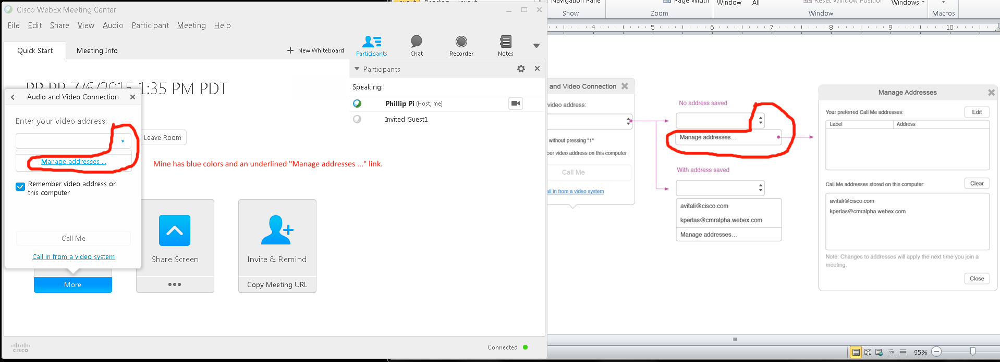 Cisco WebEx Meeting Center
File Edit Share View Audio Participant Meeting Help
Quick Start
Meeting Info
New Whiteboard
Participants
Chat
Recorder
Notes
Participants
Speaking:
Phillip Pi (Host, me)
Invited Guest1
7/6/2015 1:35 PM PDT
Audio and Video Connection
Enter your video address:
Manage addresses ...
Remember video address on
this computer
Call Me
Call in from a video system
Leave Room
Mine has blue colors and an underlined "Manage addresses ..." link.
Share Screen
Invite & Remind
More
Copy Meeting URL
cisco
Connected
Navigation Pane
Page Width
Window
All
Reset Window Position
Windows
Show
Zoom
Window
Macros
4 5 6 7 8 9 10
and Video Connection
video address:
without pressing "1"
ber video address on this computer
Call Me
all in from a video system
No address saved
Manage addresses...
With address saved
avitali@cisco.com
kperlas@cmralpha.webex.com
Manage addresses...
Manage Addresses
Your preferred Call Me addresses:
Edit
Label
Address
Call Me addresses stored on this computer:
Clear
avitali@cisco.com
kperlas@cmralpha.webex.com
Note: Changes to addresses will apply the next time you join a
meeting.
Close
95%